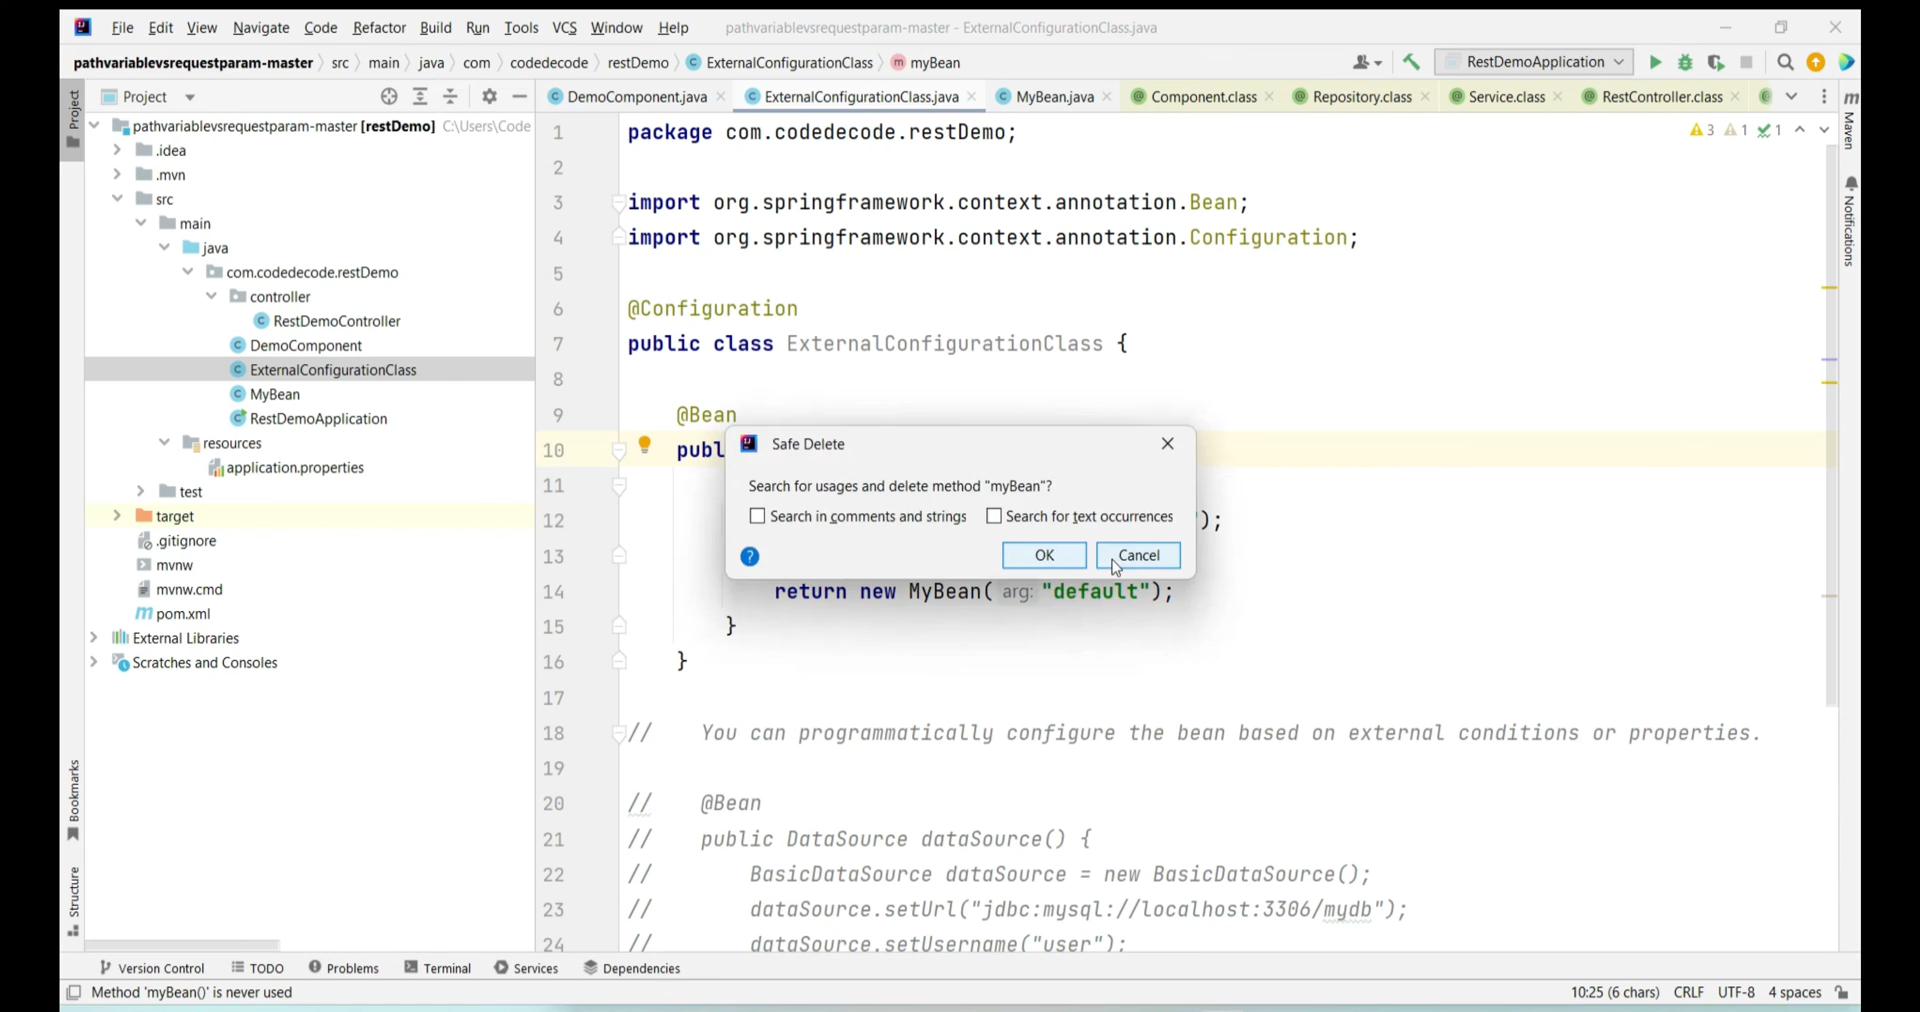 File Edit View Navigate Code Refactor Build Run Tools VCS Window Help pathvariablevsrequestparam-master - ExternalConfigurationClass.java
pathvariablevsrequestparam-master src main java com codedecode restDemo ExternalConfigurationClass myBean RestDemoApplication
Project
DemoComponent.java ExternalConfigurationClass.java MyBean.java Component.class Repository.class Service.class RestController.class
Project
Maven
Notifications
Bookmarks
Structure
pathvariablevsrequestparam-master [restDemo] C:\Users\Code
.idea
.mvn
src
main
java
com.codedecode.restDemo
controller
RestDemoController
DemoComponent
ExternalConfigurationClass
MyBean
RestDemoApplication
resources
application.properties
test
target
.gitignore
mvnw
mvnw.cmd
pom.xml
External Libraries
Scratches and Consoles
3 1 1
1 package com.codedecode.restDemo;
2
3 import org.springframework.context.annotation.Bean;
4 import org.springframework.context.annotation.Configuration;
5
6 @Configuration
7 public class ExternalConfigurationClass {
8
9 @Bean
10 publ
11
12 ");
13
14 return new MyBean( arg: "default");
15 }
16 }
17
18 // You can programmatically configure the bean based on external conditions or properties.
19
20 // @Bean
21 // public DataSource dataSource() {
22 // BasicDataSource dataSource = new BasicDataSource();
23 // dataSource.setUrl("jdbc:mysql://localhost:3306/mydb");
24 // dataSource.setUsername("user");
Safe Delete
Search for usages and delete method "myBean"?
Search in comments and strings Search for text occurrences
? OK Cancel
Version Control TODO Problems Terminal Services Dependencies
Method 'myBean()' is never used 10:25 (6 chars) CRLF UTF-8 4 spaces